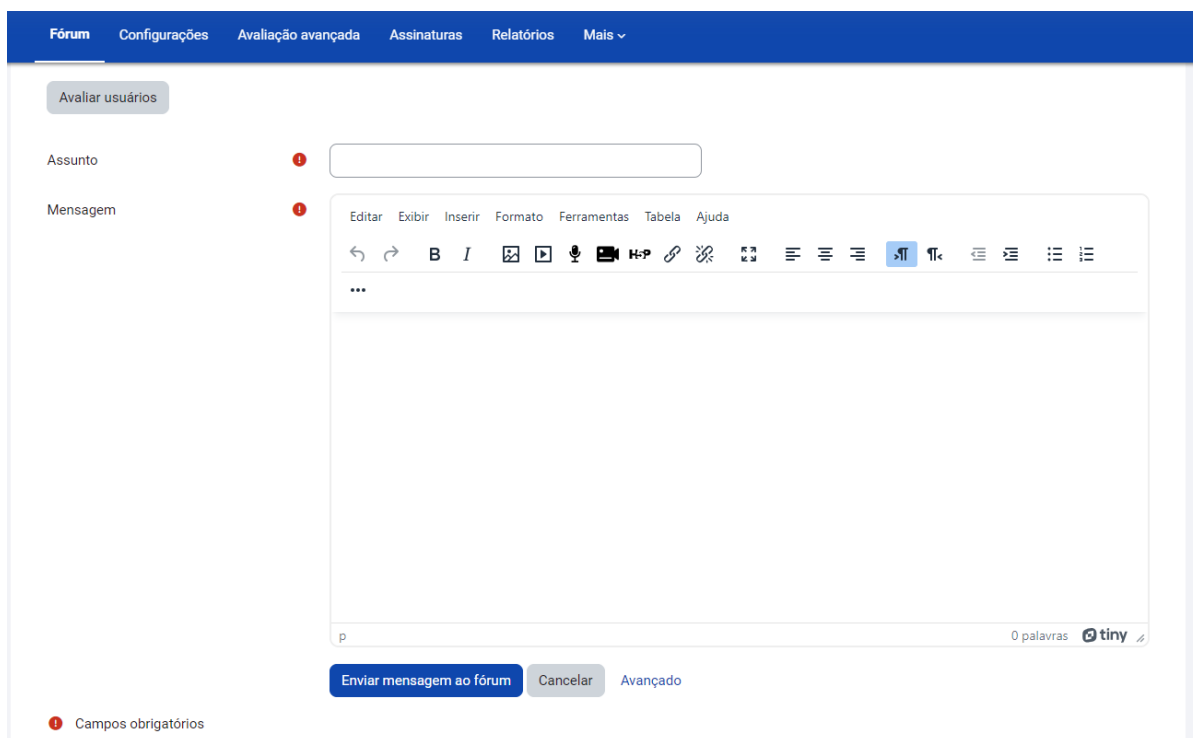 Fórum Configurações Avaliação avançada Assinaturas Relatórios Mais
Avaliar usuários
Assunto
Mensagem
Editar Exibir Inserir Formato Ferramentas Tabela Ajuda
B I H5P
p 0 palavras tiny
Enviar mensagem ao fórum Cancelar Avançado
Campos obrigatórios